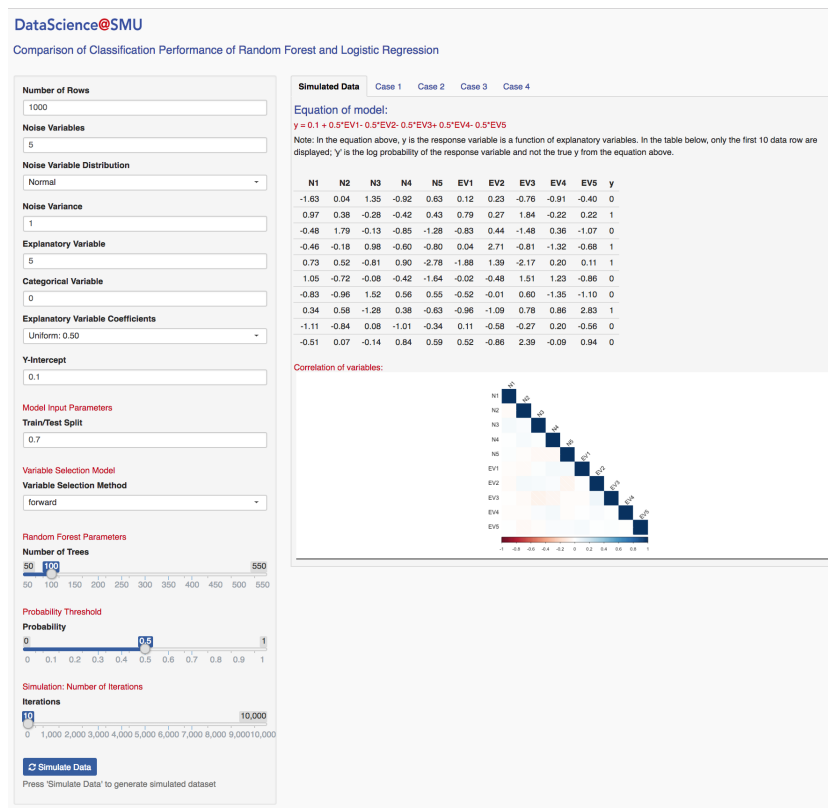 DataScience@SMU
Comparison of Classification Performance of Random Forest and Logistic Regression
Number of Rows
1000
Noise Variables
5
Noise Variable Distribution
Normal
Noise Variance
1
Explanatory Variable
5
Categorical Variable
0
Explanatory Variable Coefficients
Uniform: 0.50
Y-Intercept
0.1
Model Input Parameters
Train/Test Split
0.7
Variable Selection Model
Variable Selection Method
forward
Random Forest Parameters
Number of Trees
50 100 550
50 100 150 200 250 300 350 400 450 500 550
Probability Threshold
Probability
0 0.5 1
0 0.1 0.2 0.3 0.4 0.5 0.6 0.7 0.8 0.9 1
Simulation: Number of Iterations
Iterations
10 10,000
0 1,000 2,000 3,000 4,000 5,000 6,000 7,000 8,000 9,000 10,000
Simulate Data
Press 'Simulate Data' to generate simulated dataset
Simulated Data Case 1 Case 2 Case 3 Case 4
Equation of model:
y = 0.1 + 0.5*EV1- 0.5*EV2- 0.5*EV3+ 0.5*EV4- 0.5*EV5
Note: In the equation above, y is the response variable is a function of explanatory variables. In the table below, only the first 10 data row are
displayed; 'y' is the log probability of the response variable and not the true y from the equation above.
N1 N2 N3 N4 N5 EV1 EV2 EV3 EV4 EV5 y
-1.63 0.04 1.35 -0.92 0.63 0.12 0.23 -0.76 -0.91 -0.40 0
0.97 0.38 -0.28 -0.42 0.43 0.79 0.27 1.84 -0.22 0.22 1
-0.48 1.79 -0.13 -0.85 -1.28 -0.83 0.44 -1.48 0.36 -1.07 0
-0.46 -0.18 0.98 -0.60 -0.80 0.04 2.71 -0.81 -1.32 -0.68 1
0.73 0.52 -0.81 0.90 -2.78 -1.88 1.39 -2.17 0.20 0.11 1
1.05 -0.72 -0.08 -0.42 -1.64 -0.02 -0.48 1.51 1.23 -0.86 0
-0.83 -0.96 1.52 0.56 0.55 -0.52 -0.01 0.60 -1.35 -1.10 0
0.34 0.58 -1.28 0.38 -0.63 -0.96 -1.09 0.78 0.86 2.83 1
-1.11 -0.84 0.08 -1.01 -0.34 0.11 -0.58 -0.27 0.20 -0.56 0
-0.51 0.07 -0.14 0.84 0.59 0.52 -0.86 2.39 -0.09 0.94 0
Correlation of variables:
N1
N1
N2
N2
N3
N3
N4
N4
N5
N5
EV1
EV1
EV2
EV2
EV3
EV3
EV4
EV4
EV5
EV5
-1 -0.8 -0.6 -0.4 -0.2 0 0.2 0.4 0.6 0.8 1